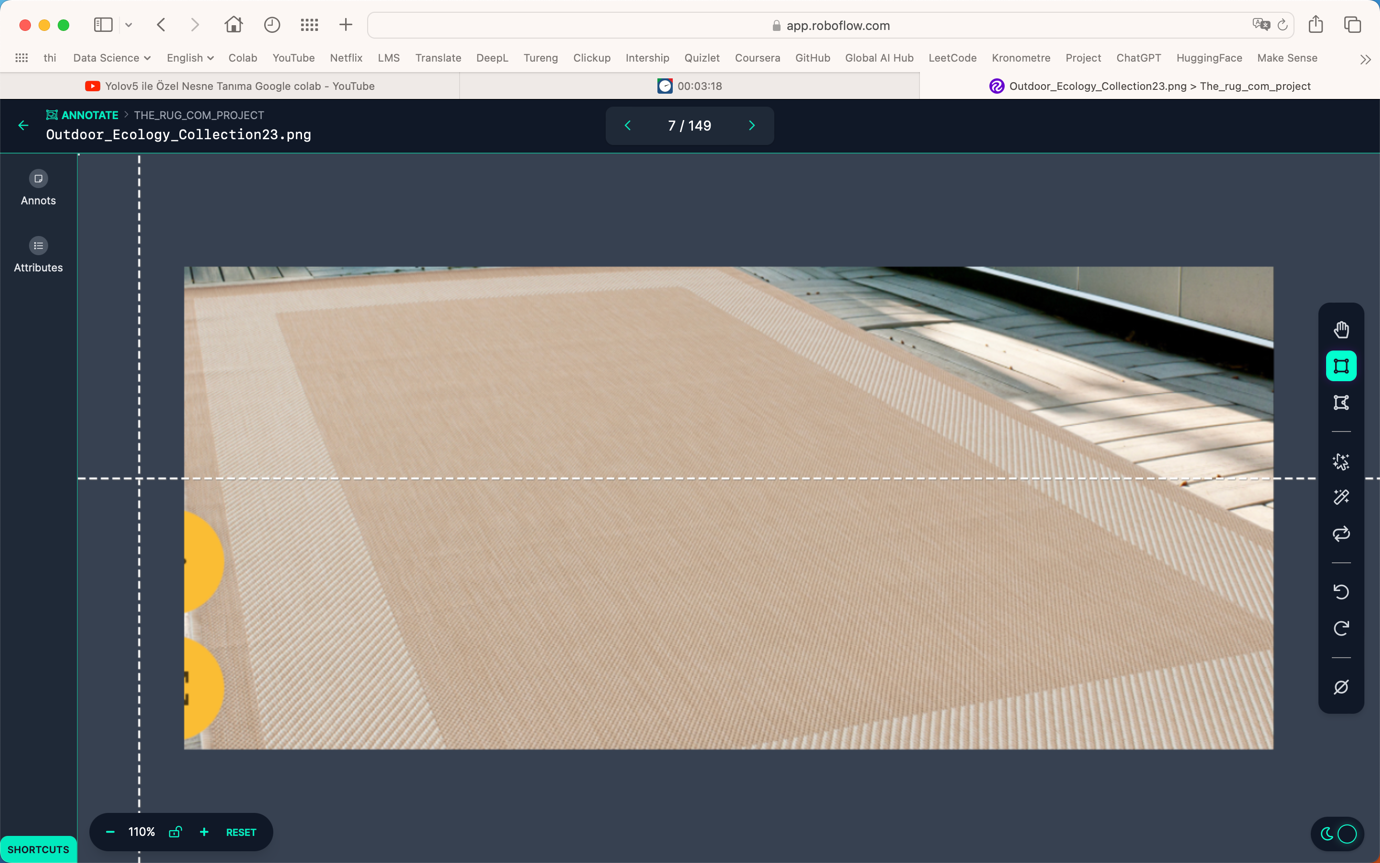 app.roboflow.com
thi Data Science English Colab YouTube Netflix LMS Translate DeepL Tureng Clickup Intership Quizlet Coursera GitHub Global AI Hub LeetCode Kronometre Project ChatGPT HuggingFace Make Sense
Yolov5 ile Özel Nesne Tanıma Google colab - YouTube 00:03:18 Outdoor_Ecology_Collection23.png > The_rug_com_project
ANNOTATE > THE_RUG_COM_PROJECT
Outdoor_Ecology_Collection23.png
7 / 149
Annots
Attributes
110% RESET
SHORTCUTS